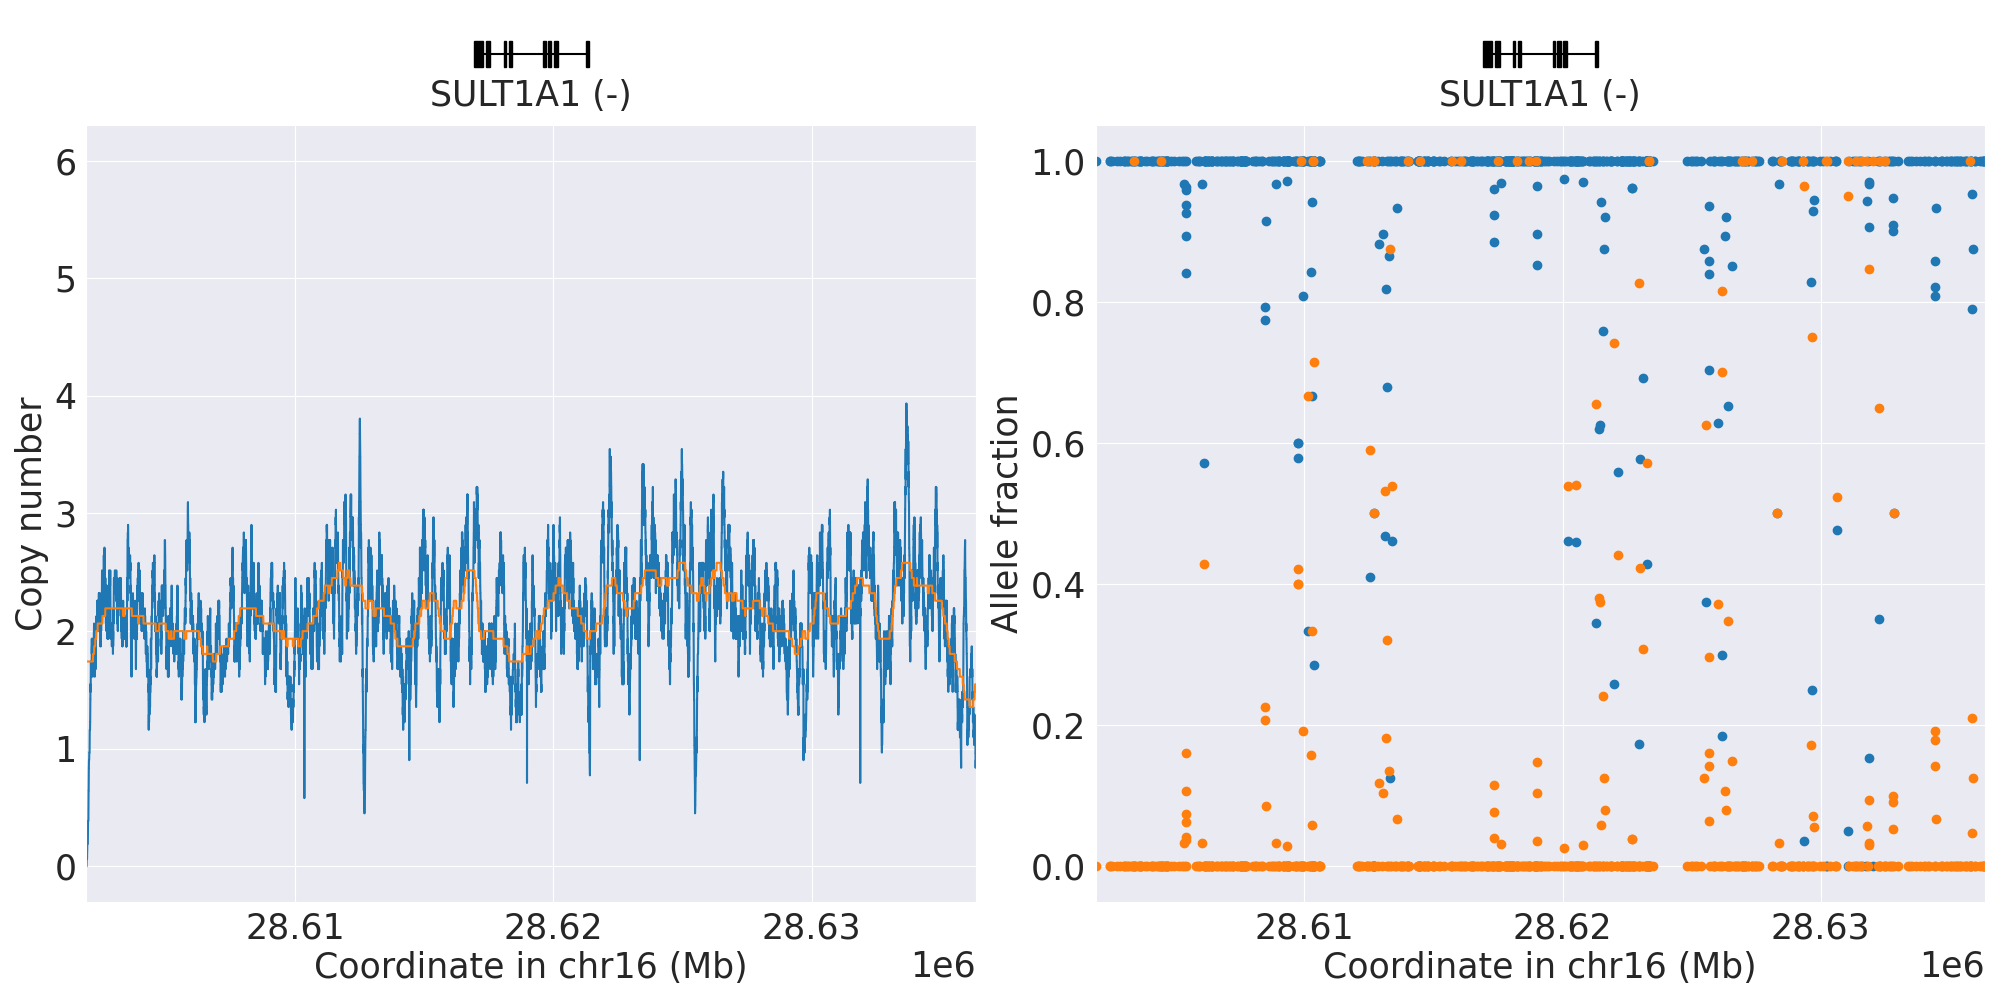 SULT1A1 (-)
6
5
4
3
2
1
0
Copy number
28.61
28.62
28.63
Coordinate in chr16 (Mb)
1e6
SULT1A1 (-)
1.0
0.8
0.6
0.4
0.2
0.0
Allele fraction
28.61
28.62
28.63
Coordinate in chr16 (Mb)
1e6